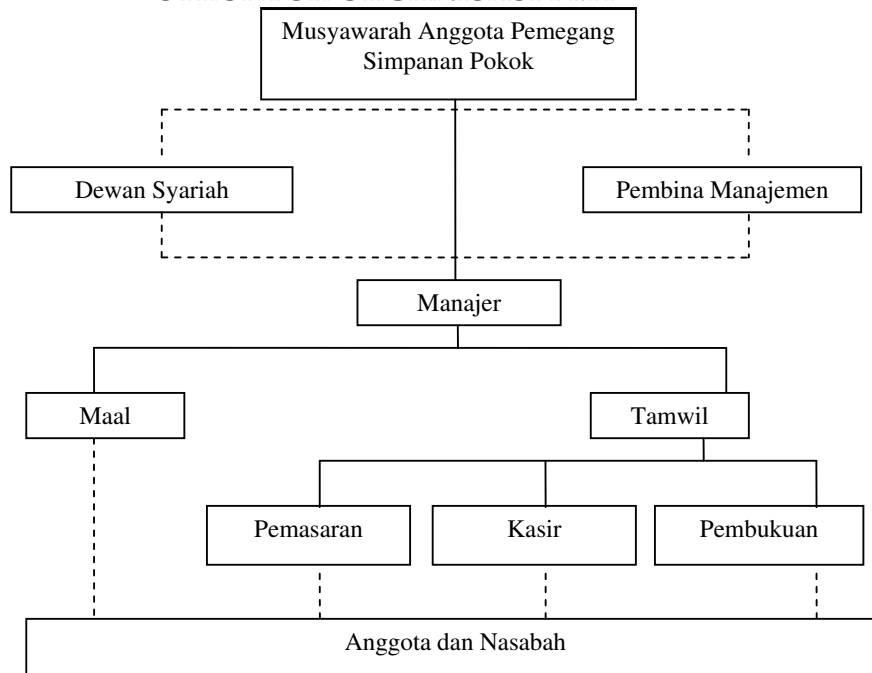 Musyawarah Anggota Pemegang
Simpanan Pokok
Dewan Syariah
Pembina Manajemen
Manajer
Maal
Tamwil
Pemasaran
Kasir
Pembukuan
Anggota dan Nasabah